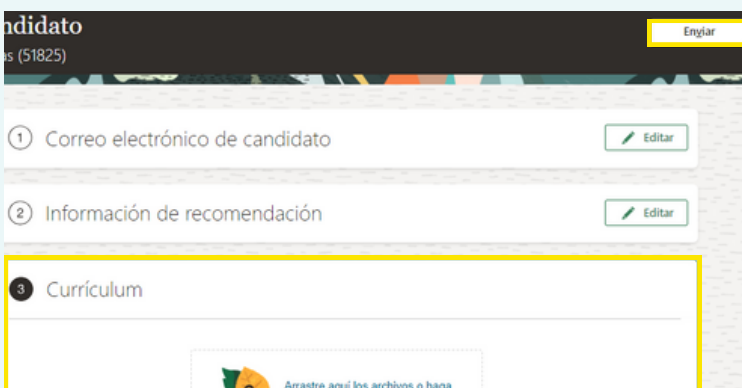 ndidato
Enviar
as (51825)
1 Correo electrónico de candidato
Editar
2 Información de recomendación
Editar
3 Currículum
Arrastre aquí los archivos o haga